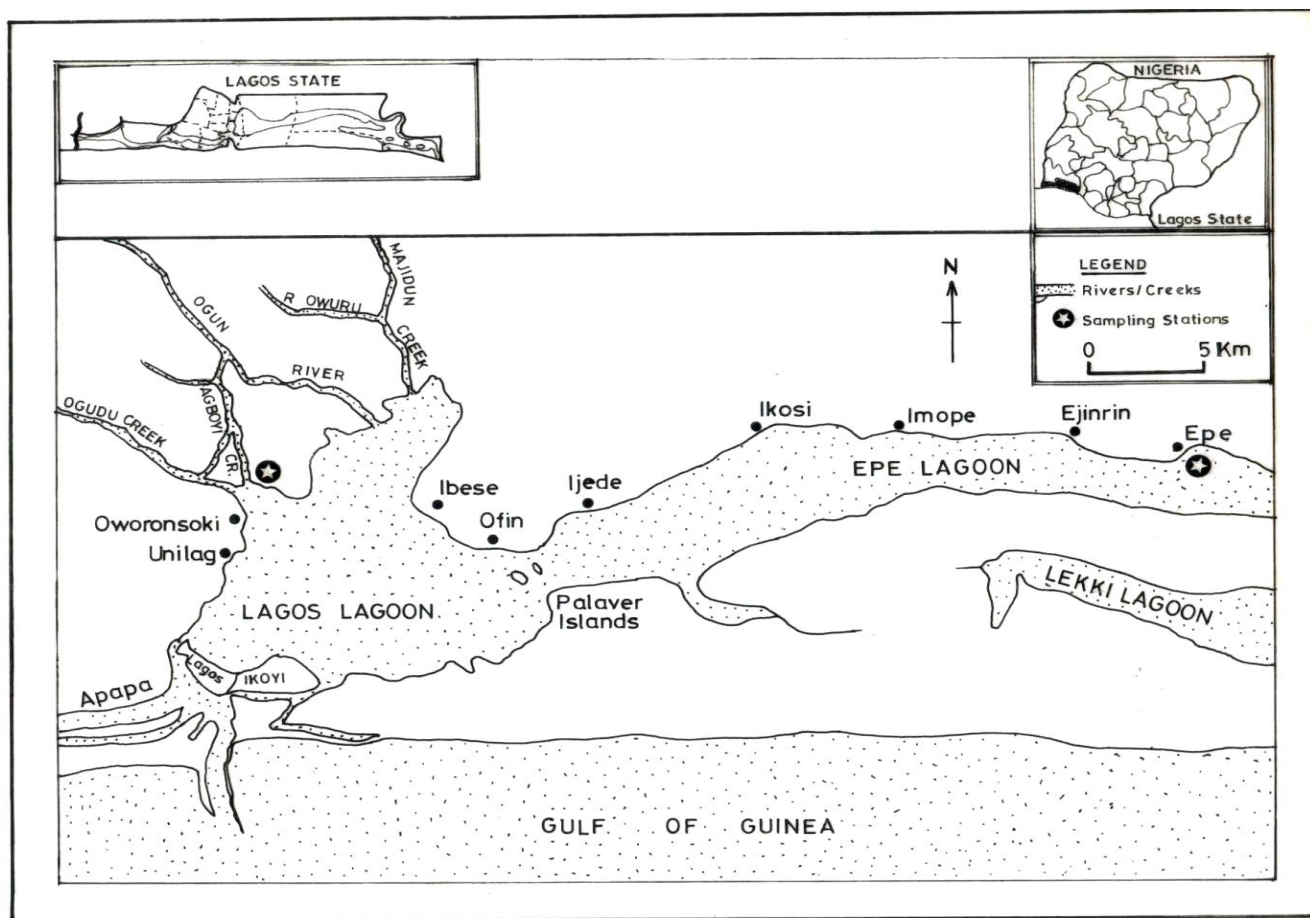 LAGOS STATE
NIGERIA
Lagos State
LEGEND
Rivers/Creeks
Sampling Stations
0 5 Km
N
MAJIDUN
CREEK
R OWURU
OGUN
RIVER
AGBOYI
CR.
OGUDU CREEK
Ikosi
Imope
Ejinrin
Epe
EPE LAGOON
Ibese
Ijede
Ofin
Oworonsoki
Unilag
LAGOS LAGOON
Palaver
Islands
LEKKI LAGOON
Lagos
IKOYI
Apapa
GULF. OF GUINEA